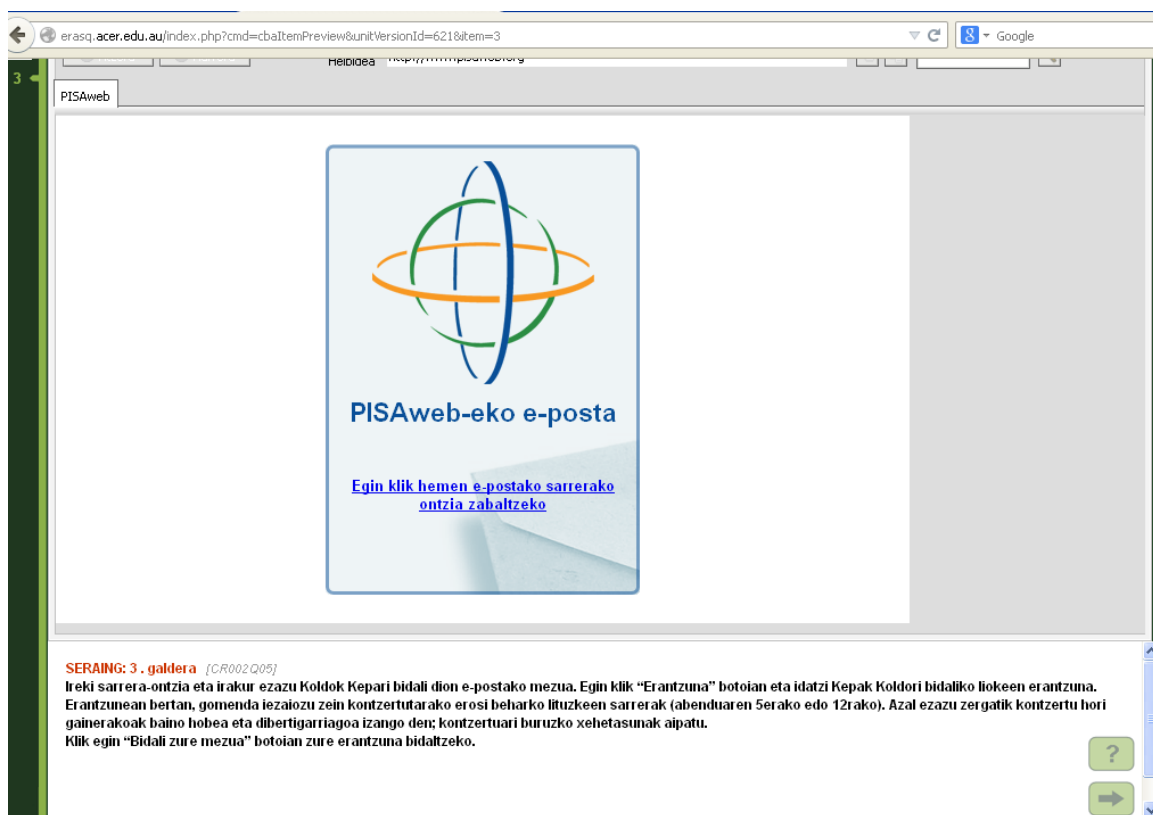 erasq.acer.edu.au/index.php?cmd=cbaItemPreview&unitVersionId=621&item=3
Google
Helbidea
3
PISAweb
PISAweb-eko e-posta
Egin klik hemen e-postako sarrerako
ontzia zabaltzeko
SERAING: 3 . galdera [CR002Q05]
Ireki sarrera-ontzia eta irakur ezazu Koldok Kepari bidali dion e-postako mezua. Egin klik “Erantzuna” botoian eta idatzi Kepak Koldori bidaliko liokeen erantzuna.
Erantzunean bertan, gomenda iezaiozu zein kontzertutarako erosi beharko lituzkeen sarrerak (abenduaren 5erako edo 12rako). Azal ezazu zergatik kontzertu hori
gainerakoak baino hobea eta dibertigarriagoa izango den; kontzertuari buruzko xehetasunak aipatu.
Klik egin “Bidali zure mezua” botoian zure erantzuna bidaltzeko.
?